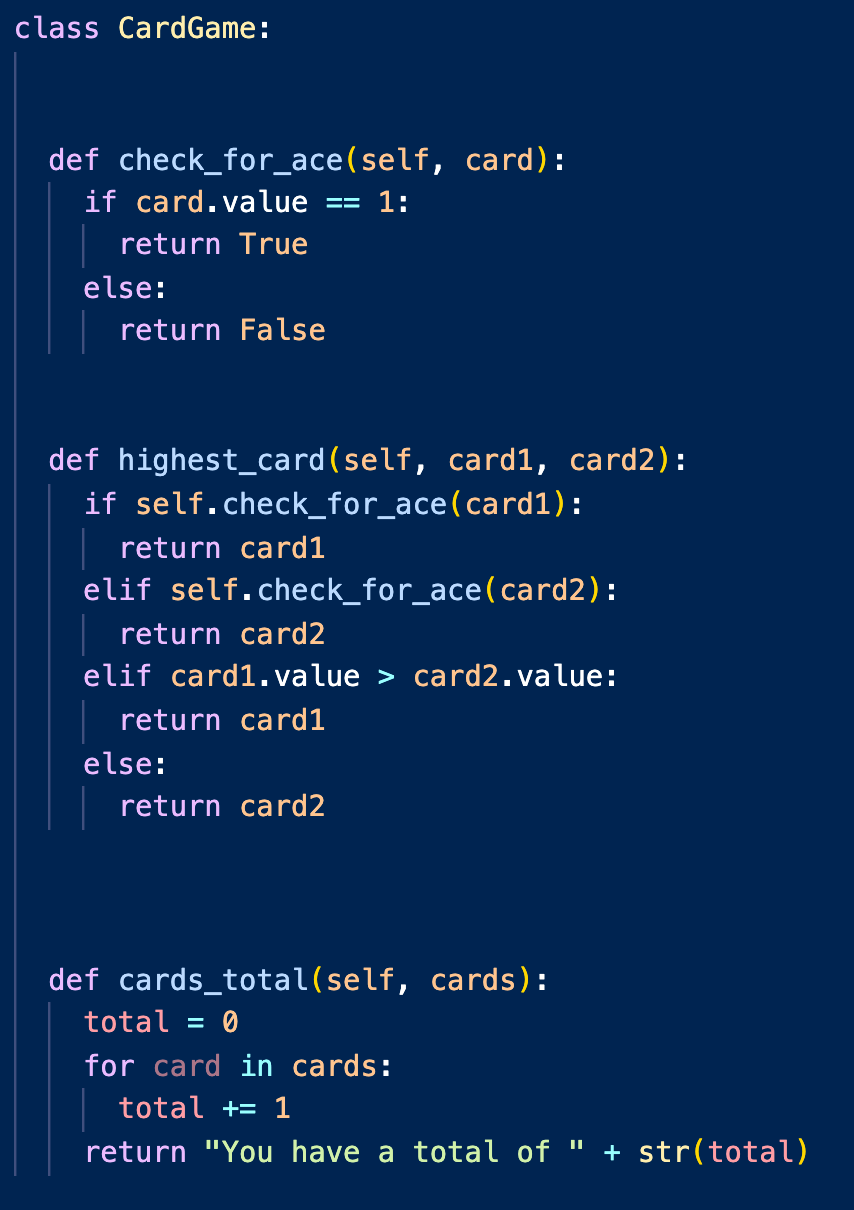 class CardGame:
def check_for_ace(self, card):
if card.value == 1:
return True
else:
return False
def highest_card(self, card1, card2):
if self.check_for_ace(card1):
return card1
elif self.check_for_ace(card2):
return card2
elif card1.value > card2.value:
return card1
else:
return card2
def cards_total(self, cards):
total = 0
for card in cards:
total += 1
return "You have a total of " + str(total)